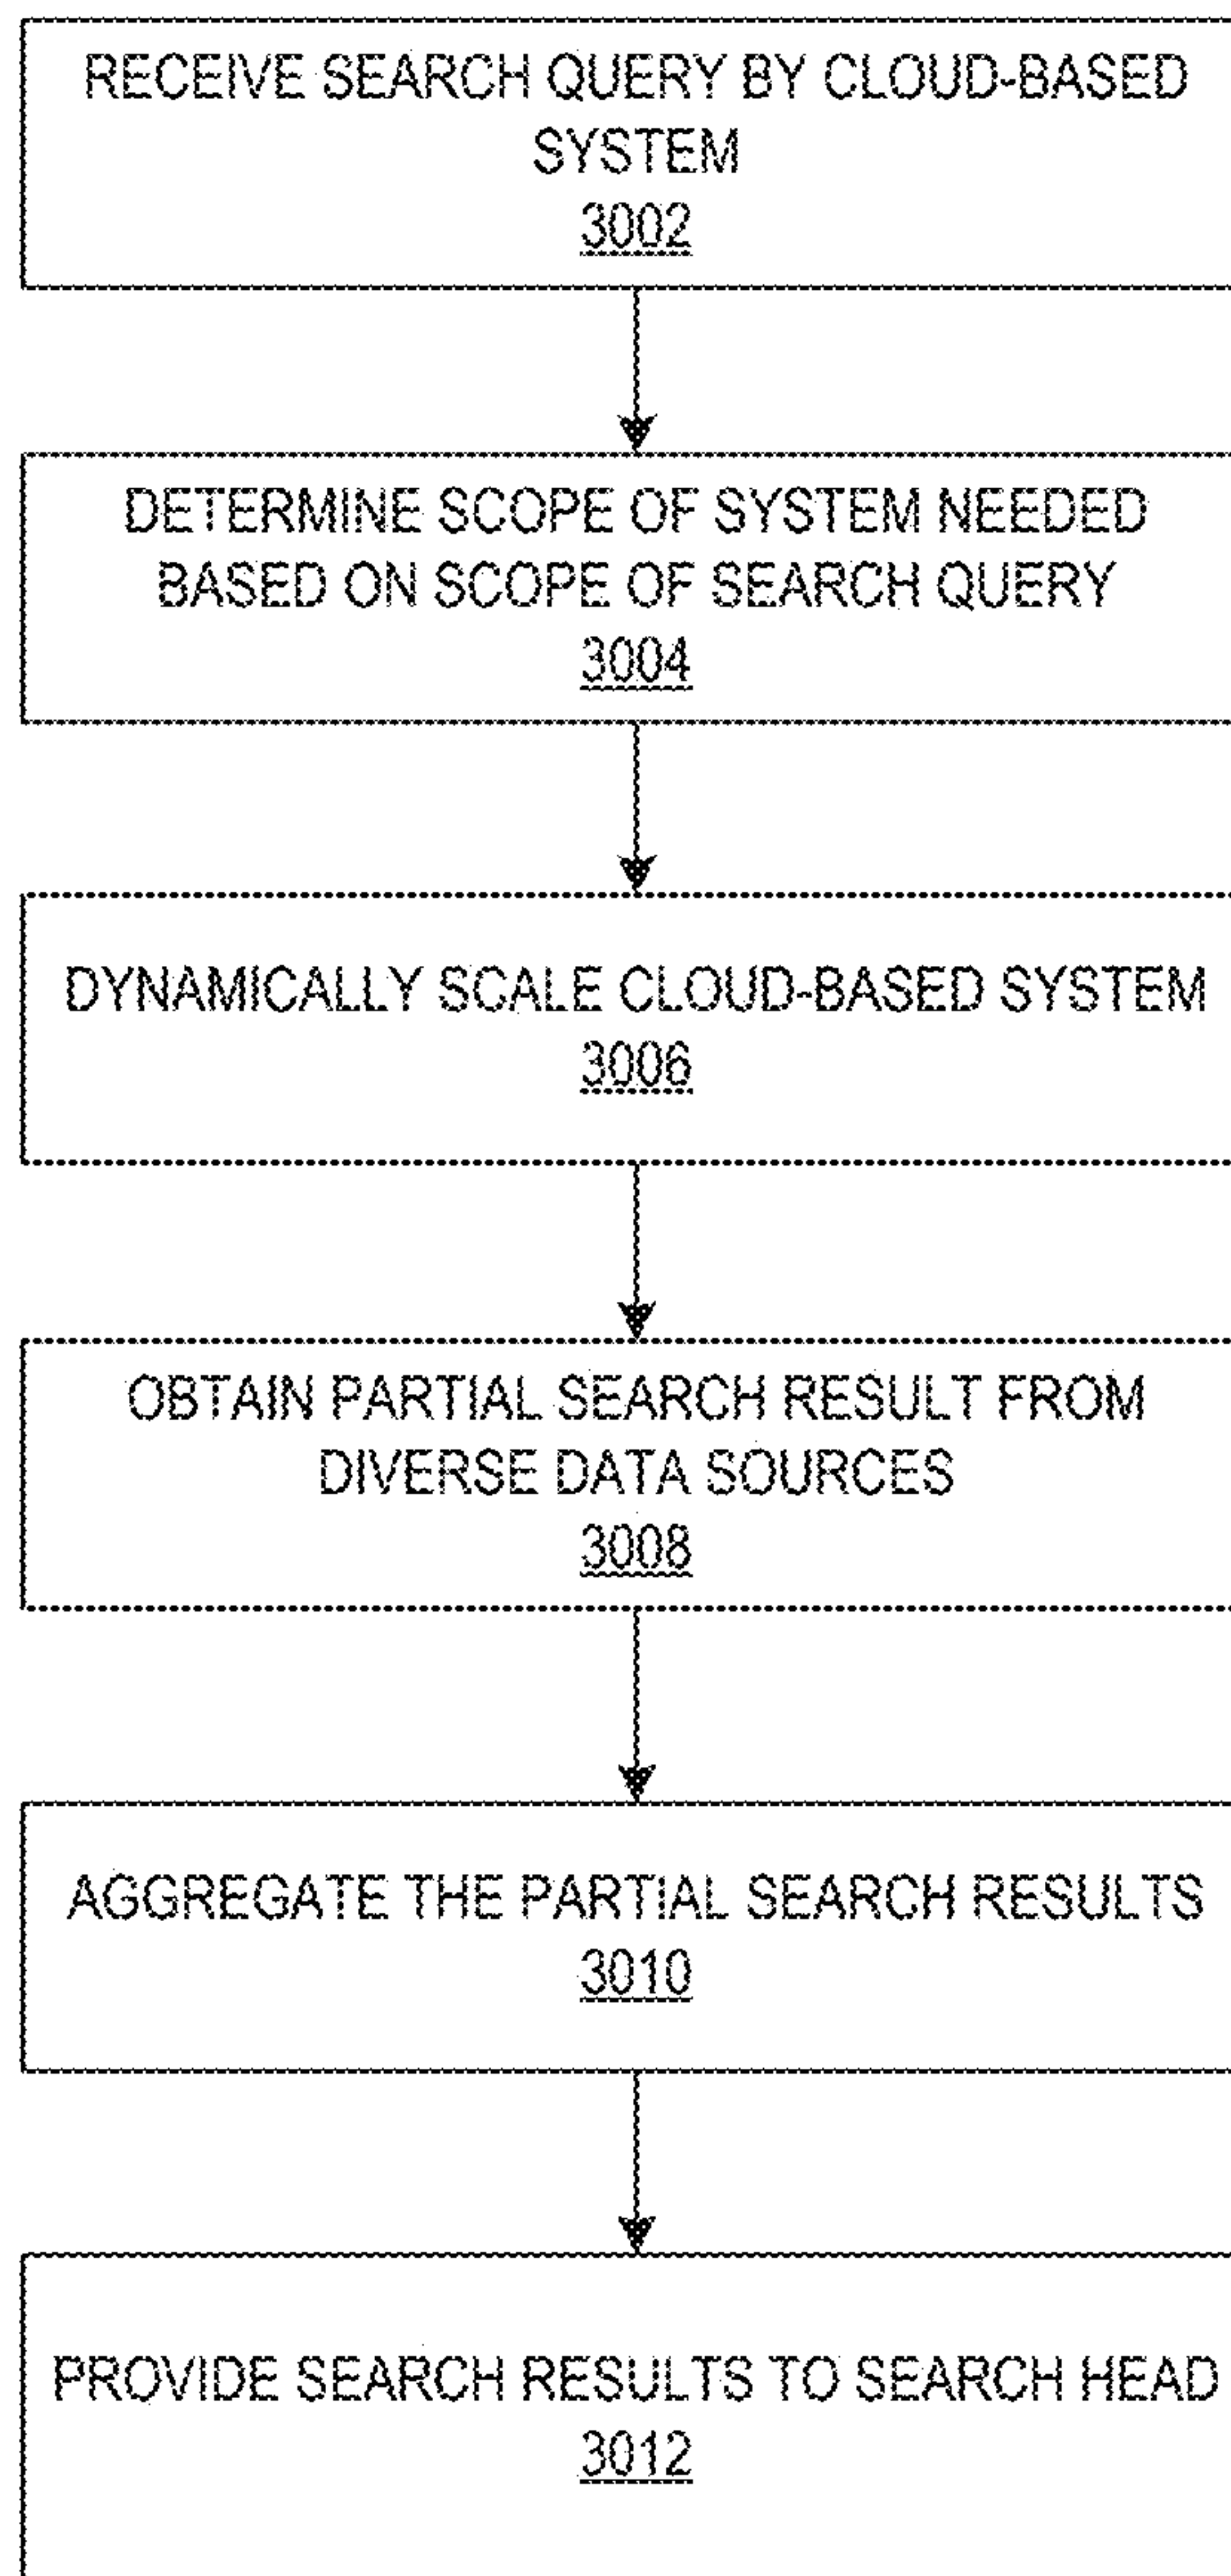 RECEIVE SEARCH QUERY BY CLOUD-BASED
SYSTEM
3002
DETERMINE SCOPE OF SYSTEM NEEDED
BASED ON SCOPE OF SEARCH QUERY
3004
DYNAMICALLY SCALE CLOUD-BASED SYSTEM
3006
OBTAIN PARTIAL SEARCH RESULT FROM
DIVERSE DATA SOURCES
3008
AGGREGATE THE PARTIAL SEARCH RESULTS
3010
PROVIDE SEARCH RESULTS TO SEARCH HEAD
3012